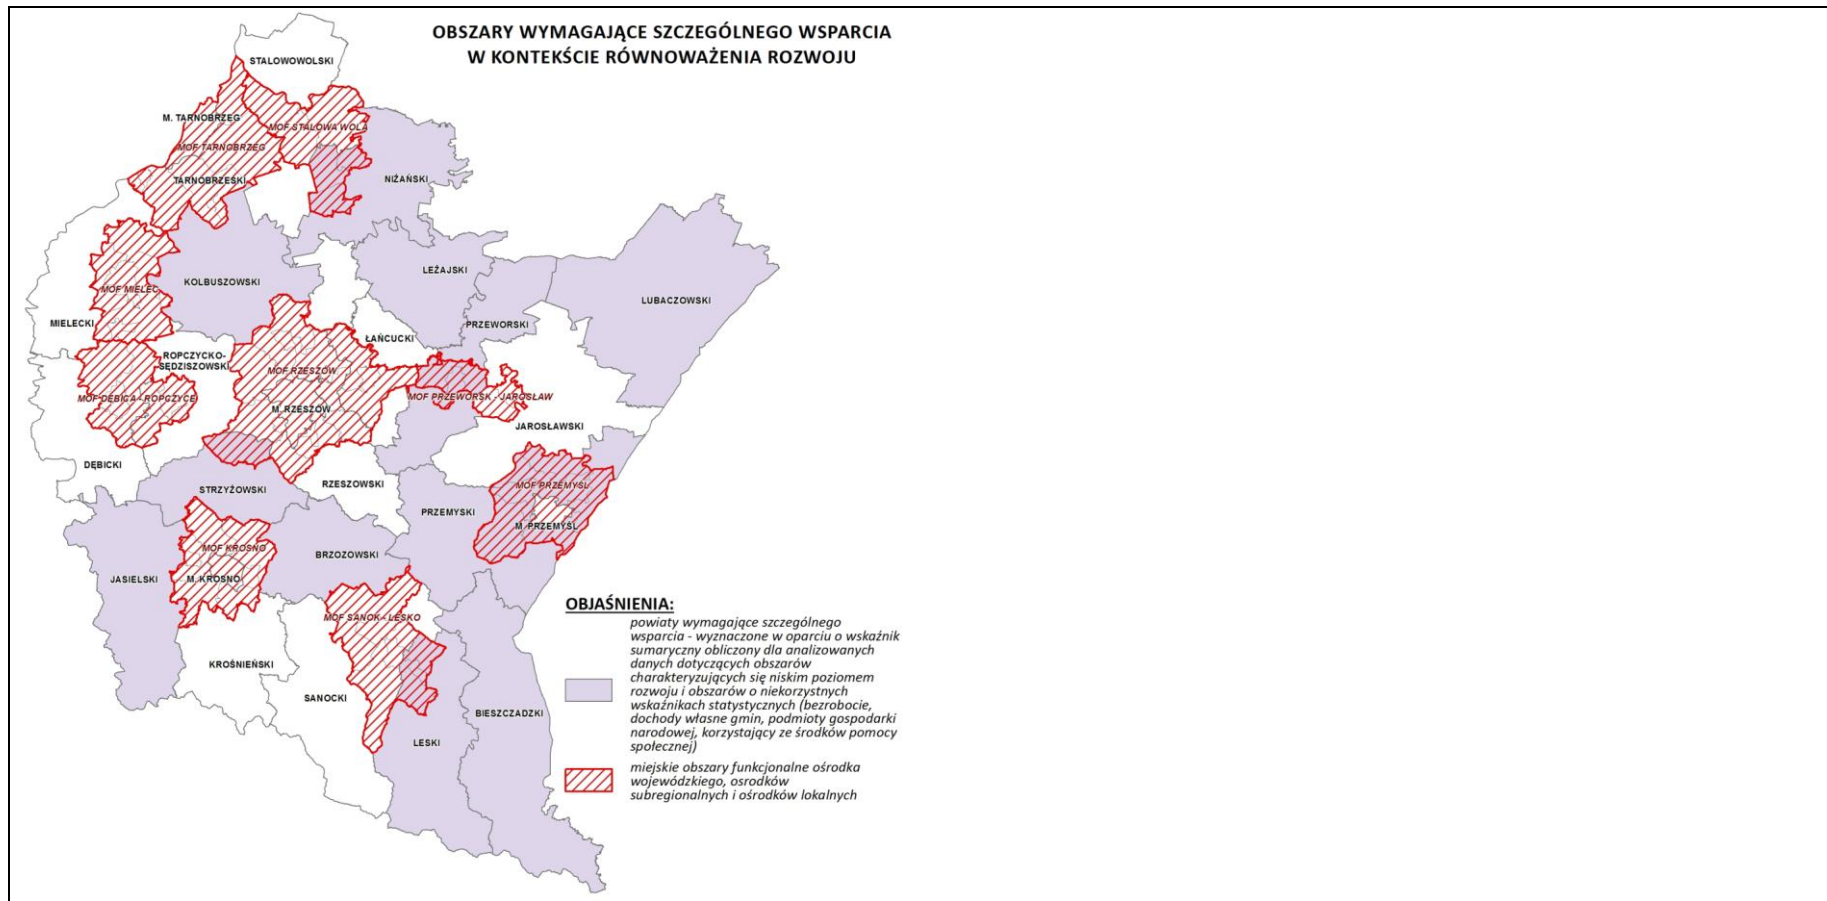 OBSZARY WYMAGAJĄCE SZCZEGÓLNEGO WSPARCIA
W KONTEKŚCIE RÓWNOWAŻENIA ROZWOJU
STALOWOWOLSKI
M. TARNOBRZEG
MOF STALOWA WOLA
MOF TARNOBRZEG
TARNOBRZESKI
NIŻAŃSKI
LEŻAJSKI
KOLBUSZOWSKI
MOF MIELEC
LUBACZOWSKI
MIELECKI
PRZEWORSKI
ŁAŃCUCKI
ROPCZYCKO-
SĘDZISZOWSKI
MOF RZESZÓW
MOF DĘBICA - ROPCZYCE
MOF PRZEWORSK - JAROSŁAW
M. RZESZÓW
JAROSŁAWSKI
DĘBICKI
RZESZOWSKI
MOF PRZEMYŚL
STRZYŻOWSKI
PRZEMYSKI
M. PRZEMYŚL
MOF KROSNO
BRZOZOWSKI
JASIELSKI
M. KROSNO
MOF SANOK - LESKO
KROŚNIEŃSKI
SANOCKI
BIESZCZADZKI
LESKI
OBJAŚNIENIA:
powiaty wymagające szczególnego
wsparcia - wyznaczone w oparciu o wskaźnik
sumaryczny obliczony dla analizowanych
danych dotyczących obszarów
charakteryzujących się niskim poziomem
rozwoju i obszarów o niekorzystnych
wskaźnikach statystycznych (bezrobocie,
dochody własne gmin, podmioty gospodarki
narodowej, korzystający ze środków pomocy
społecznej)
miejskie obszary funkcjonalne ośrodka
wojewódzkiego, osrodków
subregionalnych i ośrodków lokalnych